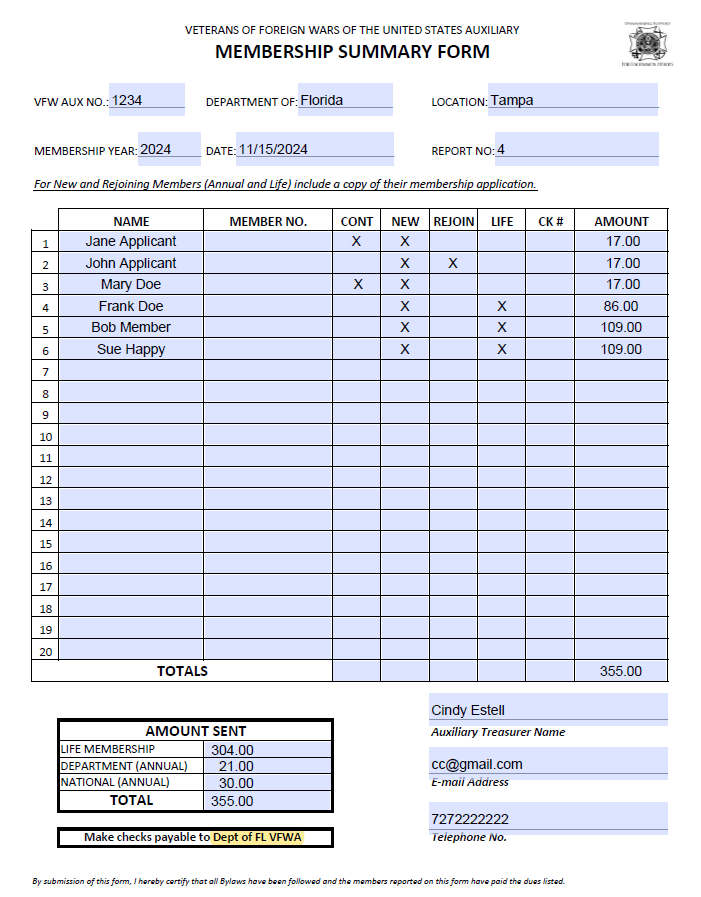 VETERANS OF FOREIGN WARS OF THE UNITED STATES AUXILIARY
MEMBERSHIP SUMMARY FORM
VFW AUX NO.: 1234 DEPARTMENT OF: Florida LOCATION: Tampa
MEMBERSHIP YEAR: 2024 DATE: 11/15/2024 REPORT NO: 4
For New and Rejoining Members (Annual and Life) include a copy of their membership application.
NAME MEMBER NO. CONT NEW REJOIN LIFE CK # AMOUNT
1 Jane Applicant X X 17.00
2 John Applicant X X 17.00
3 Mary Doe X X 17.00
4 Frank Doe X X 86.00
5 Bob Member X X 109.00
6 Sue Happy X X 109.00
7
8
9
10
11
12
13
14
15
16
17
18
19
20
TOTALS 355.00
AMOUNT SENT
LIFE MEMBERSHIP 304.00
DEPARTMENT (ANNUAL) 21.00
NATIONAL (ANNUAL) 30.00
TOTAL 355.00
Make checks payable to Dept of FL VFWA
Cindy Estell
Auxiliary Treasurer Name
cc@gmail.com
E-mail Address
7272222222
Telephone No.
By submission of this form, I hereby certify that all Bylaws have been followed and the members reported on this form have paid the dues listed.